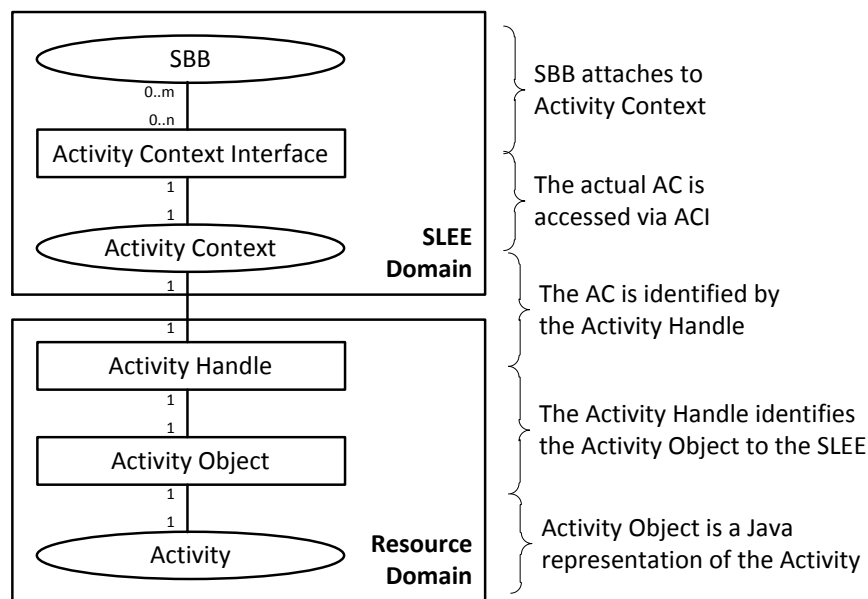 SBB
0..m
0..n
SBB attaches to
Activity Context
Activity Context Interface
1
1
The actual AC is
accessed via ACI
Activity Context
SLEE
Domain
1
1
The AC is identified by
the Activity Handle
Activity Handle
1
1
The Activity Handle identifies
the Activity Object to the SLEE
Activity Object
1
1
Activity Object is a Java
representation of the Activity
Activity
Resource
Domain